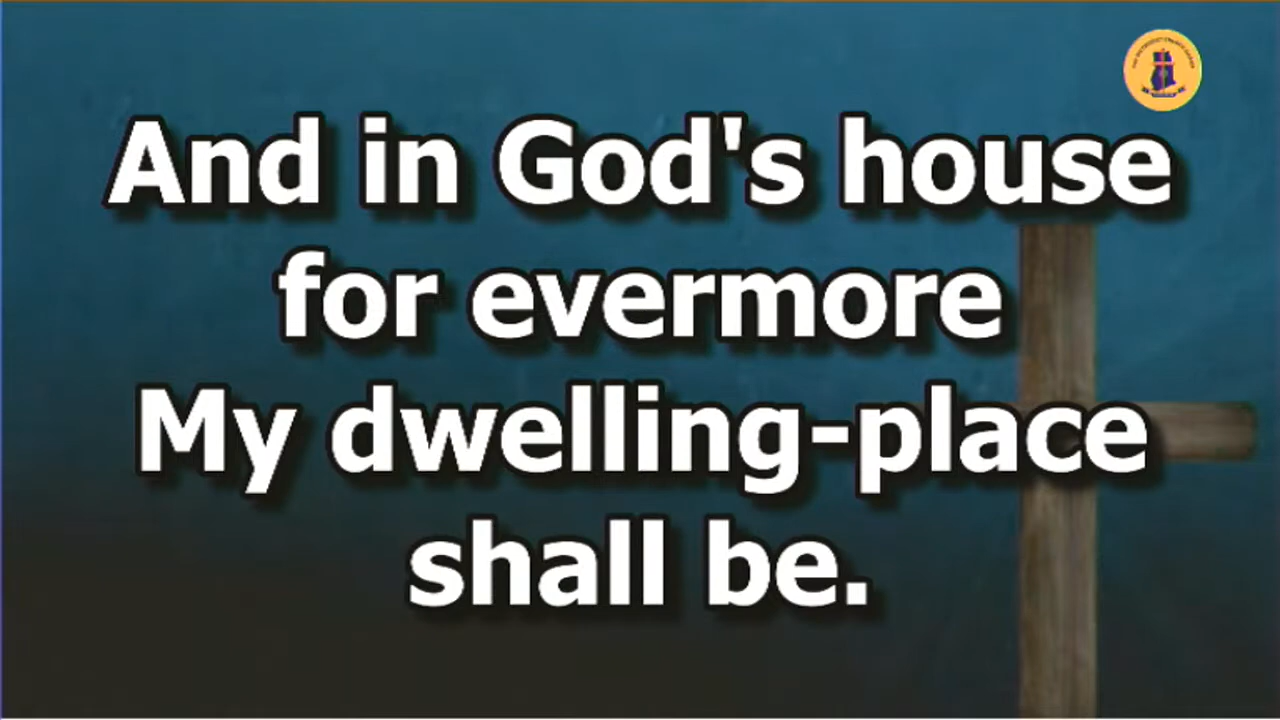 And in God's house
for evermore
My dwelling-place
shall be.